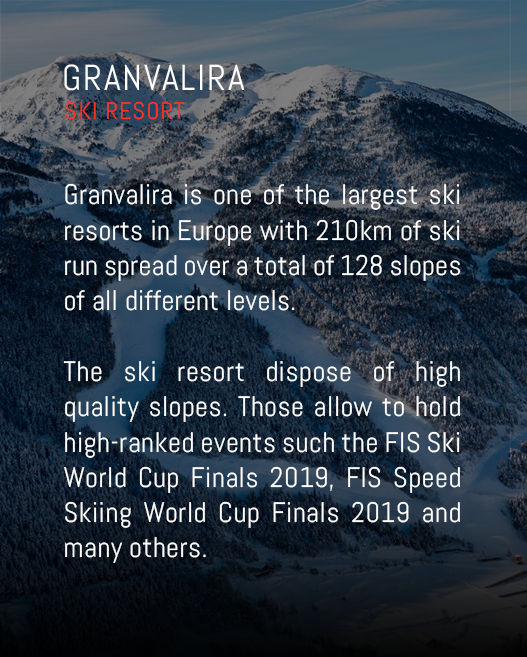 GRANVALIRA
SKI RESORT
Granvalira is one of the largest ski
resorts in Europe with 210km of ski
run spread over a total of 128 slopes
of all different levels.
The ski resort dispose of high
quality slopes. Those allow to hold
high-ranked events such the FIS Ski
World Cup Finals 2019, FIS Speed
Skiing World Cup Finals 2019 and
many others.